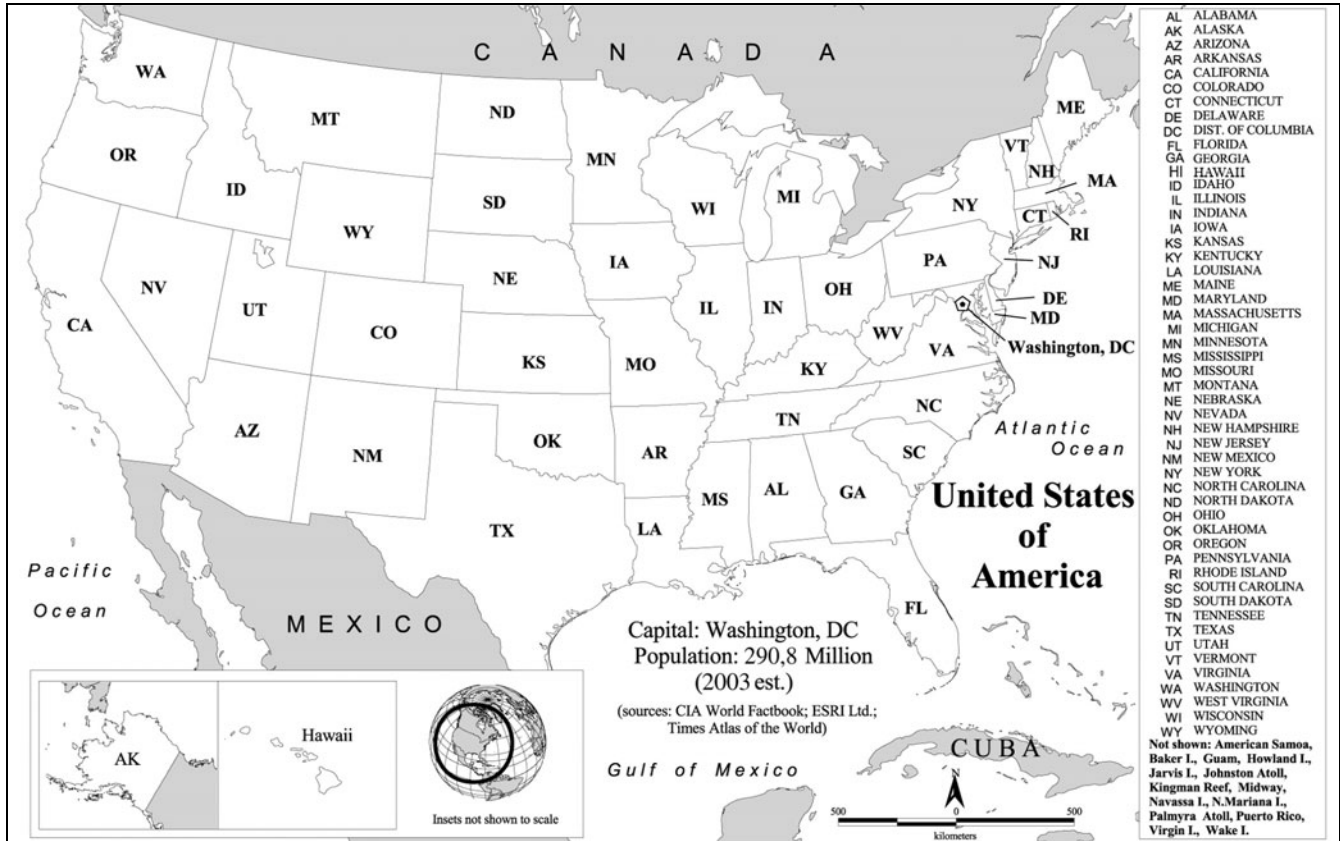 C A N A D A
WA
MT
ND
MN
ME
OR
ID
SD
WI
MI
VT
NH
MA
NY
WY
CT
RI
IA
NE
PA
NJ
NV
UT
CO
IL
IN
OH
DE
MD
WV
CA
Washington, DC
VA
KS
MO
KY
NC
TN
AZ
NM
OK
AR
SC
Atlantic
Ocean
MS
AL
GA
TX
LA
United States
of
America
Pacific
Ocean
MEXICO
FL
Capital: Washington, DC
Population: 290,8 Million
(2003 est.)
(sources: CIA World Factbook; ESRI Ltd.;
Times Atlas of the World)
Hawaii
AK
Insets not shown to scale
Gulf of Mexico
CUBA
N
500 0 500
kilometers
AL ALABAMA
AK ALASKA
AZ ARIZONA
AR ARKANSAS
CA CALIFORNIA
CO COLORADO
CT CONNECTICUT
DE DELAWARE
DC DIST. OF COLUMBIA
FL FLORIDA
GA GEORGIA
HI HAWAII
ID IDAHO
IL ILLINOIS
IN INDIANA
IA IOWA
KS KANSAS
KY KENTUCKY
LA LOUISIANA
ME MAINE
MD MARYLAND
MA MASSACHUSETTS
MI MICHIGAN
MN MINNESOTA
MS MISSISSIPPI
MO MISSOURI
MT MONTANA
NE NEBRASKA
NV NEVADA
NH NEW HAMPSHIRE
NJ NEW JERSEY
NM NEW MEXICO
NY NEW YORK
NC NORTH CAROLINA
ND NORTH DAKOTA
OH OHIO
OK OKLAHOMA
OR OREGON
PA PENNSYLVANIA
RI RHODE ISLAND
SC SOUTH CAROLINA
SD SOUTH DAKOTA
TN TENNESSEE
TX TEXAS
UT UTAH
VT VERMONT
VA VIRGINIA
WA WASHINGTON
WV WEST VIRGINIA
WI WISCONSIN
WY WYOMING
Not shown: American Samoa,
Baker I., Guam, Howland I.,
Jarvis I., Johnston Atoll,
Kingman Reef, Midway,
Navassa I., N.Mariana I.,
Palmyra Atoll, Puerto Rico,
Virgin I., Wake I.